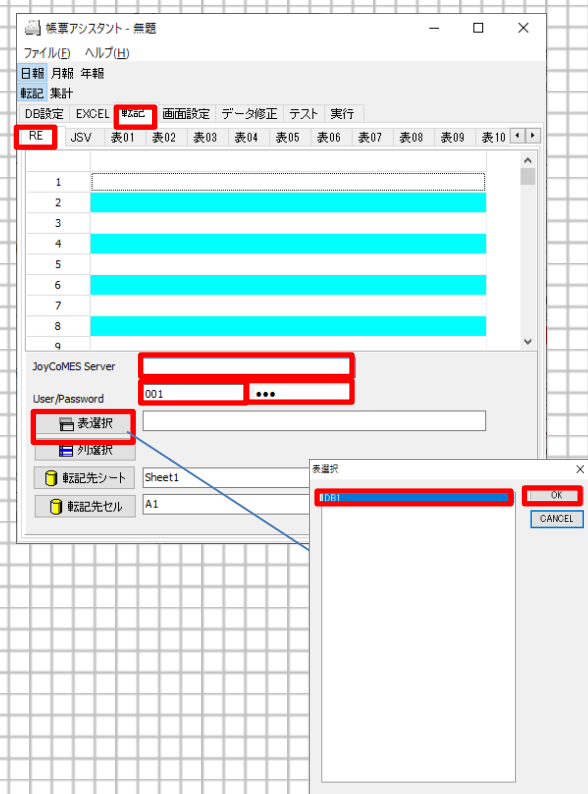 帳票アシスタント - 無題
ファイル(F) ヘルプ(H)
日報 月報 年報
転記 集計
DB設定 EXCEL 転記 画面設定 データ修正 テスト 実行
RE JSV 表01 表02 表03 表04 表05 表06 表07 表08 表09 表10
1
2
3
4
5
6
7
8
9
JoyCoMES Server
User/Password 001 •••
表選択
列選択
転記先シート Sheet1
転記先セル A1
表選択
DB1 OK
CANCEL